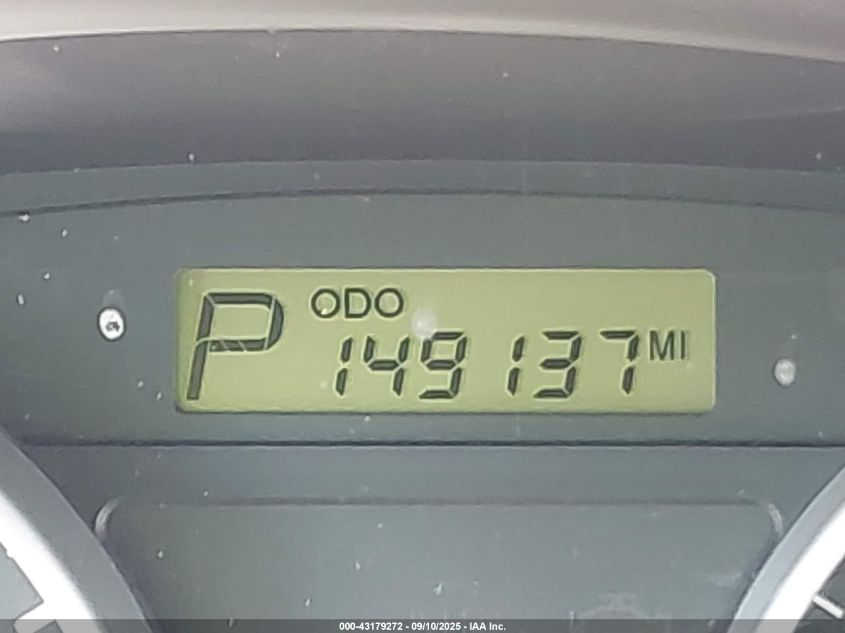 P
ODO
149137 MI
000-43179272 - 09/10/2025 - IAA Inc.